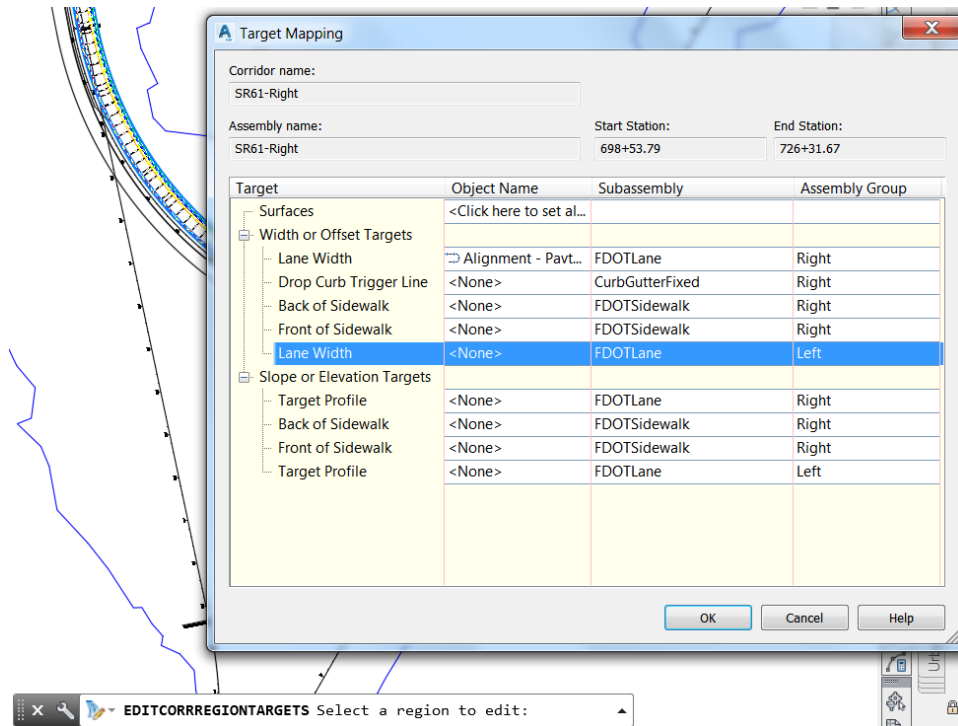 Target Mapping
Corridor name:
SR61-Right
Assembly name: Start Station: End Station:
SR61-Right 698+53.79 726+31.67
Target Object Name Subassembly Assembly Group
Surfaces <Click here to set al...
Width or Offset Targets
Lane Width Alignment - Pavt... FDOTLane Right
Drop Curb Trigger Line <None> CurbGutterFixed Right
Back of Sidewalk <None> FDOTSidewalk Right
Front of Sidewalk <None> FDOTSidewalk Right
Lane Width <None> FDOTLane Left
Slope or Elevation Targets
Target Profile <None> FDOTLane Right
Back of Sidewalk <None> FDOTSidewalk Right
Front of Sidewalk <None> FDOTSidewalk Right
Target Profile <None> FDOTLane Left
OK Cancel Help
EDITCORRREGIONTARGETS Select a region to edit: